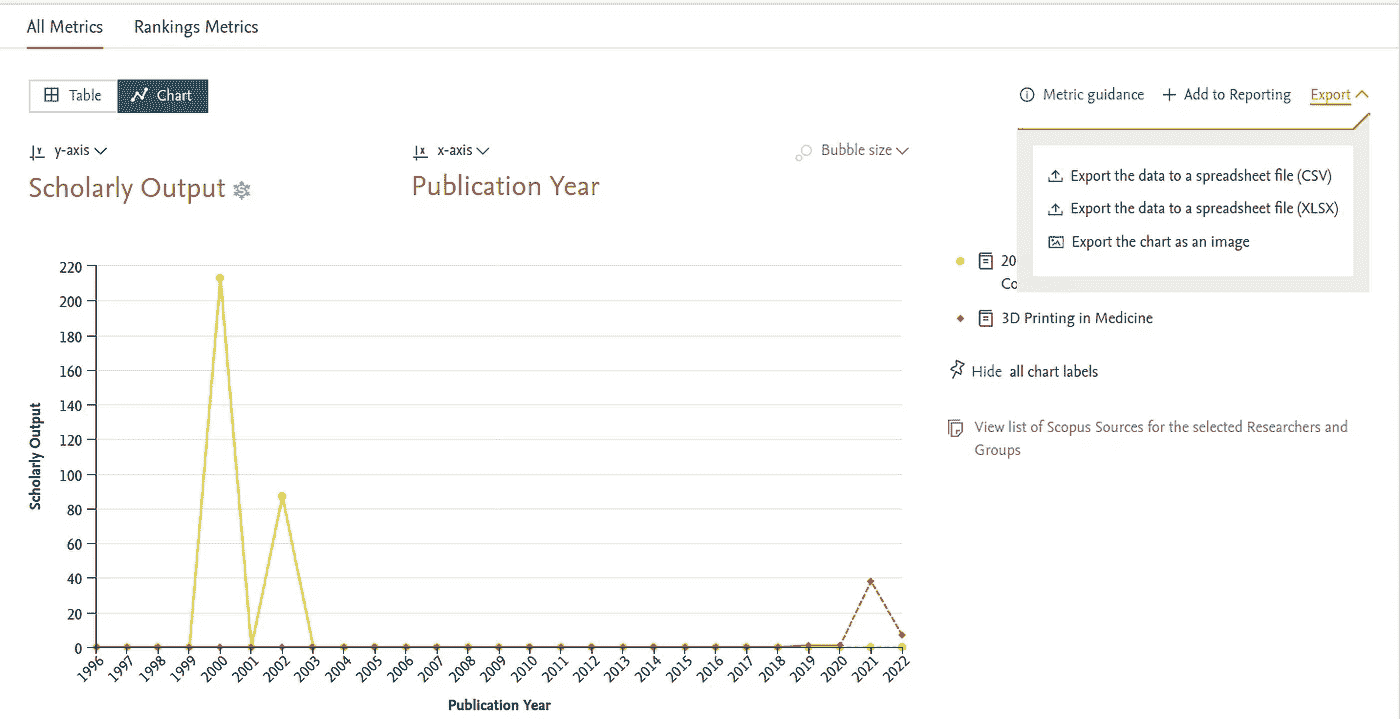 All Metrics Rankings Metrics
Table Chart
Metric guidance Add to Reporting Export
y-axis x-axis Bubble size
Scholarly Output Publication Year
Export the data to a spreadsheet file (CSV)
Export the data to a spreadsheet file (XLSX)
Export the chart as an image
20
Co
3D Printing in Medicine
Hide all chart labels
View list of Scopus Sources for the selected Researchers and
Groups
220
200
180
160
140
120
100
80
60
40
20
0
Scholarly Output
1996 1997 1998 1999 2000 2001 2002 2003 2004 2005 2006 2007 2008 2009 2010 2011 2012 2013 2014 2015 2016 2017 2018 2019 2020 2021 2022
Publication Year